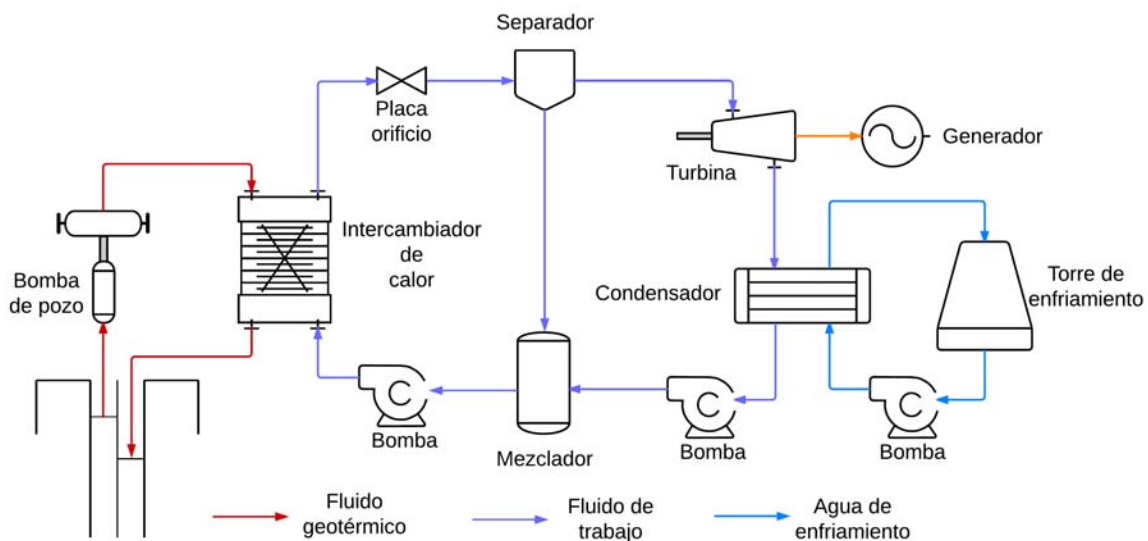 Separador
Placa
orificio
Turbina
Generador
Intercambiador
de
calor
Bomba
de pozo
Condensador
Torre de
enfriamiento
Bomba
Mezclador
Bomba
Bomba
Fluido
geotérmico
Fluido de
trabajo
Agua de
enfriamiento